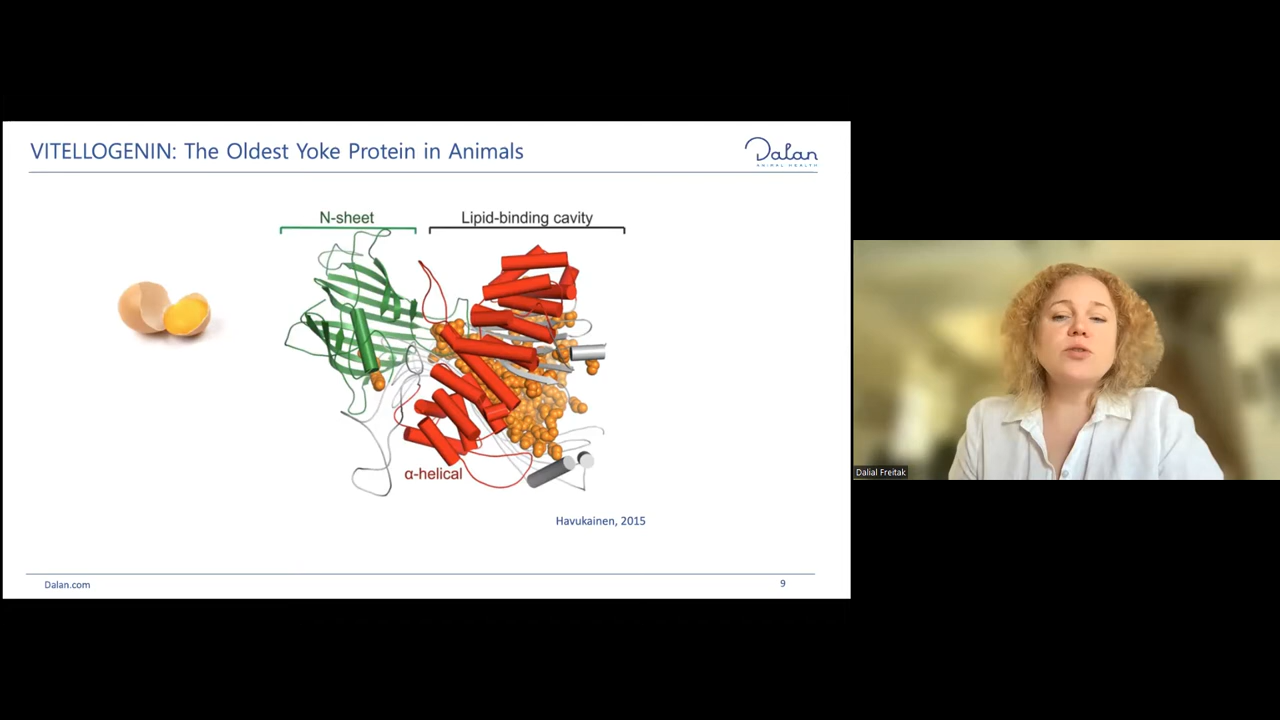 VITELLOGENIN: The Oldest Yoke Protein in Animals
Dalan
ANIMAL HEALTH
N-sheet
Lipid-binding cavity
α-helical
Havukainen, 2015
Dalan.com
9
Dalial Freitak